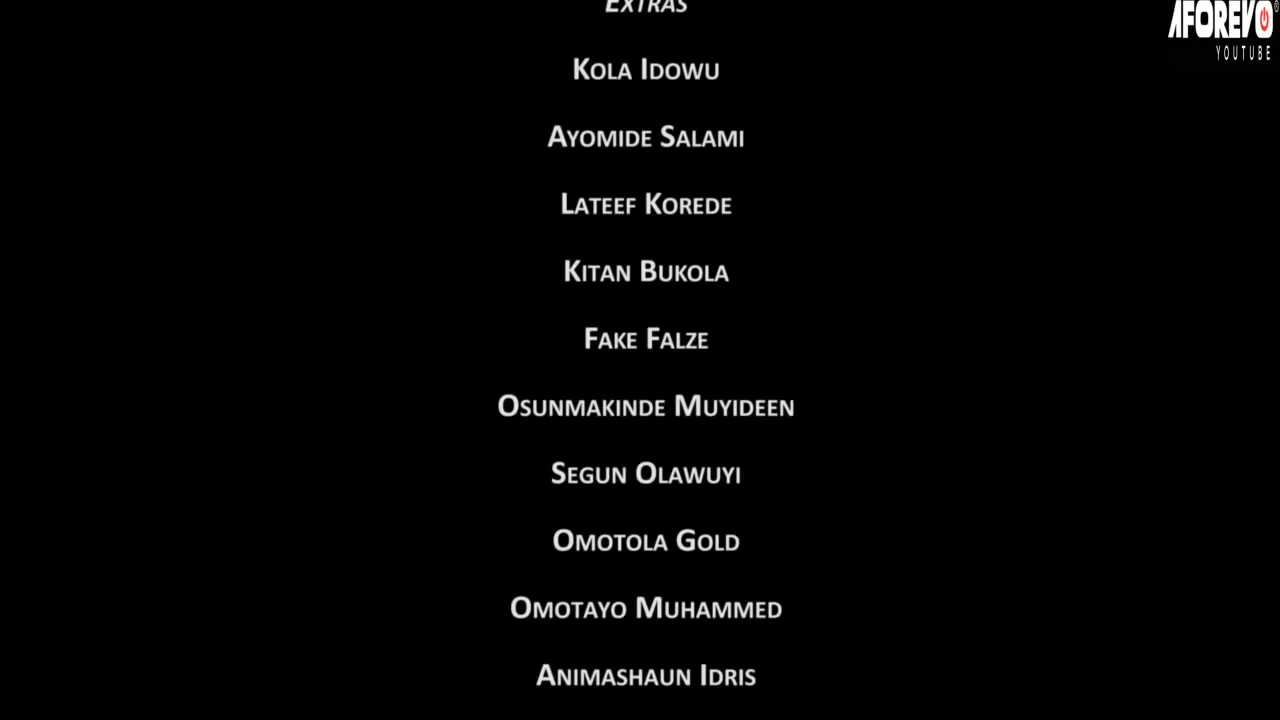 EXTRAS
AFOREVO
YOUTUBE
KOLA IDOWU
AYOMIDE SALAMI
LATEEF KOREDE
KITAN BUKOLA
FAKE FALZE
OSUNMAKINDE MUYIDEEN
SEGUN OLAWUYI
OMOTOLA GOLD
OMOTAYO MUHAMMED
ANIMASHAUN IDRIS